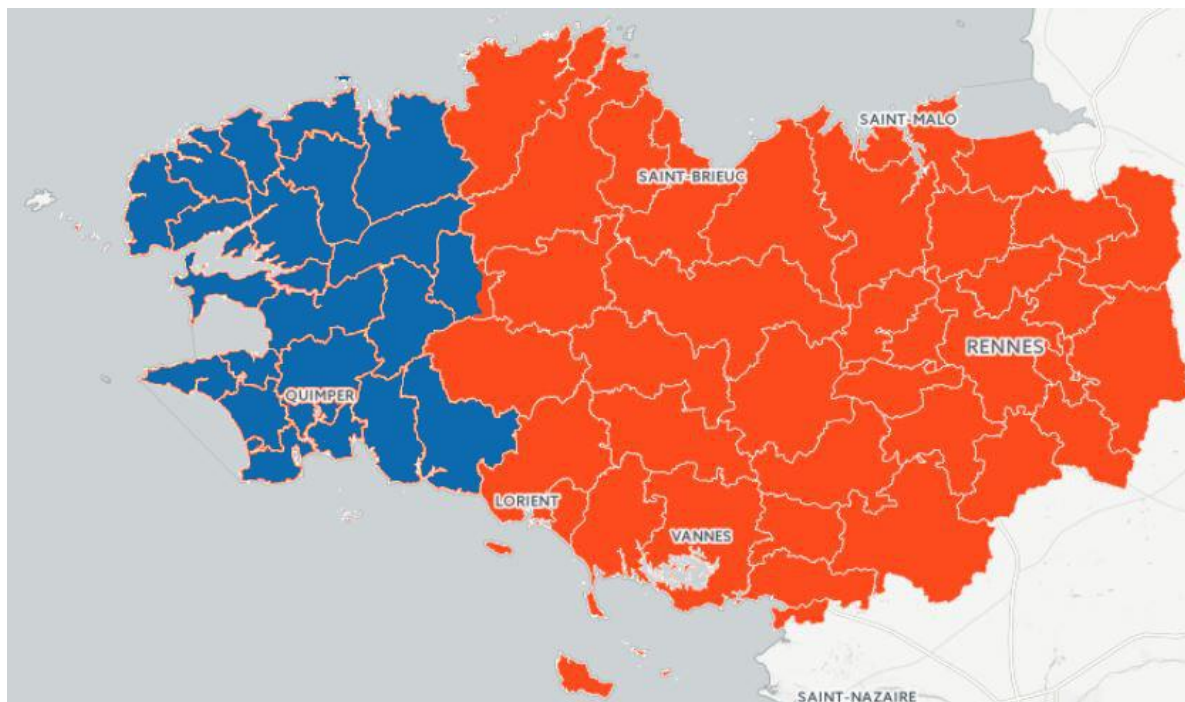 SAINT-MALO
SAINT-BRIEUC
RENNES
QUIMPER
LORIENT
VANNES
SAINT-NAZAIRE